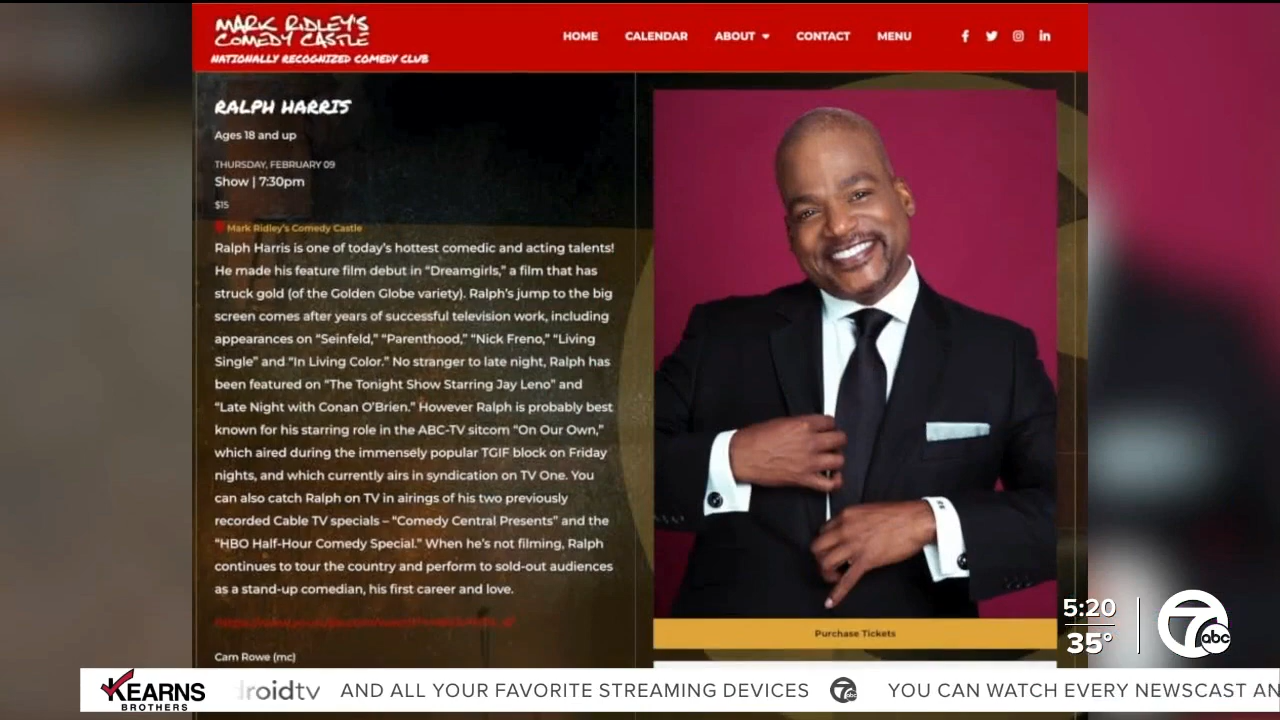 MARK RIDLEY'S
COMEDY CASTLE
NATIONALLY RECOGNIZED COMEDY CLUB
HOME CALENDAR ABOUT CONTACT MENU
RALPH HARRIS
Ages 18 and up
THURSDAY, FEBRUARY 09
Show | 7:30pm
$15
Mark Ridley's Comedy Castle
Ralph Harris is one of today's hottest comedic and acting talents!
He made his feature film debut in “Dreamgirls,” a film that has
struck gold (of the Golden Globe variety). Ralph's jump to the big
screen comes after years of successful television work, including
appearances on “Seinfeld,” “Parenthood,” “Nick Freno,” “Living
Single” and “In Living Color.” No stranger to late night, Ralph has
been featured on “The Tonight Show Starring Jay Leno” and
“Late Night with Conan O'Brien.” However Ralph is probably best
known for his starring role in the ABC-TV sitcom “On Our Own,”
which aired during the immensely popular TGIF block on Friday
nights, and which currently airs in syndication on TV One. You
can also catch Ralph on TV in airings of his two previously
recorded Cable TV specials – “Comedy Central Presents” and the
“HBO Half-Hour Comedy Special.” When he's not filming, Ralph
continues to tour the country and perform to sold-out audiences
as a stand-up comedian, his first career and love.
Cam Rowe (mc)
Purchase Tickets
5:20
35°
7 abc
KEARNS
BROTHERS
droidtv AND ALL YOUR FAVORITE STREAMING DEVICES 7 abc YOU CAN WATCH EVERY NEWSCAST AN